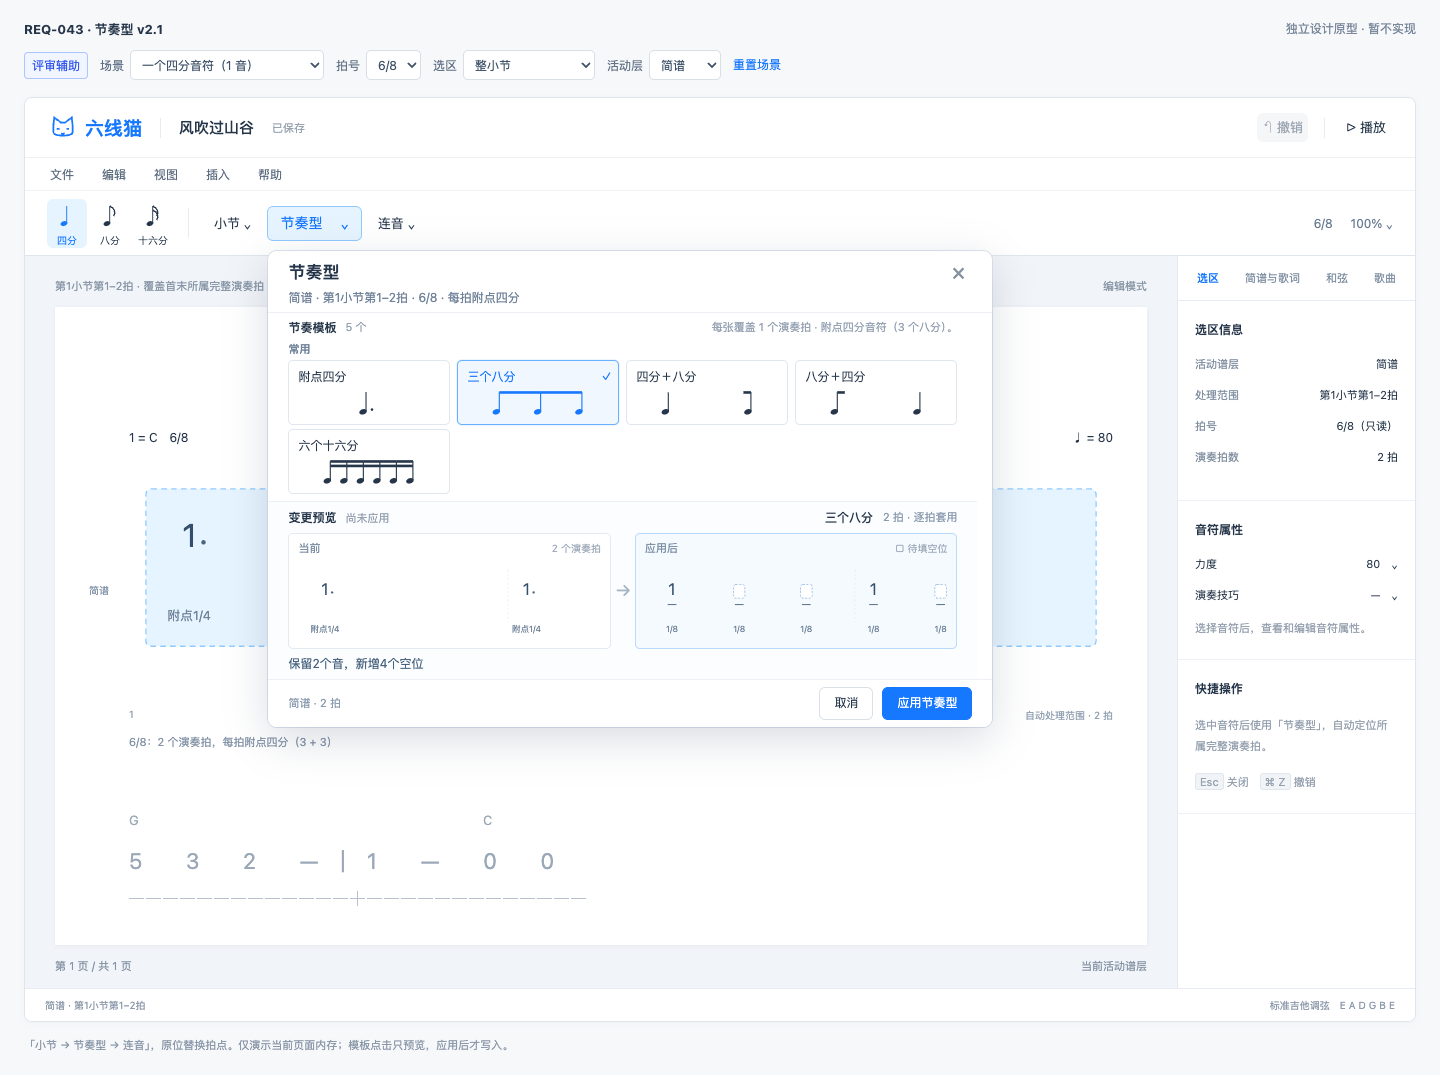 REQ-043 · 节奏型 v2.1
独立设计原型 · 暂不实现
评审辅助 场景 一个四分音符（1 音） 拍号 6/8 选区 整小节 活动层 简谱 重置场景
六线猫 风吹过山谷 已保存 撤销 播放
文件 编辑 视图 插入 帮助
四分 八分 十六分 小节 节奏型 连音 6/8 100%
第1小节第1–2拍 · 覆盖首末所属完整演奏拍
编辑模式
1 = C 6/8
= 80
1.
简谱
附点1/4
1
自动处理范围 · 2 拍
6/8：2 个演奏拍，每拍附点四分（3 + 3）
G C
5 3 2 — | 1 — 0 0
第 1 页 / 共 1 页
当前活动谱层
节奏型
简谱 · 第1小节第1–2拍 · 6/8 · 每拍附点四分
节奏模板 5 个
每张覆盖 1 个演奏拍 · 附点四分音符（3 个八分）。
常用
附点四分 三个八分 四分＋八分 八分＋四分
六个十六分
变更预览 尚未应用
三个八分 2 拍 · 逐拍套用
当前 2 个演奏拍
1. 1.
附点1/4 附点1/4
应用后 待填空位
1 1
1/8 1/8 1/8 1/8 1/8
保留2个音，新增4个空位
简谱 · 2 拍
取消 应用节奏型
选区 简谱与歌词 和弦 歌曲
选区信息
活动谱层 简谱
处理范围 第1小节第1–2拍
拍号 6/8（只读）
演奏拍数 2 拍
音符属性
力度 80
演奏技巧 —
选择音符后，查看和编辑音符属性。
快捷操作
选中音符后使用「节奏型」，自动定位所
属完整演奏拍。
Esc 关闭 ⌘ Z 撤销
简谱 · 第1小节第1–2拍
标准吉他调弦 E A D G B E
「小节 → 节奏型 → 连音」，原位替换拍点。仅演示当前页面内存；模板点击只预览，应用后才写入。